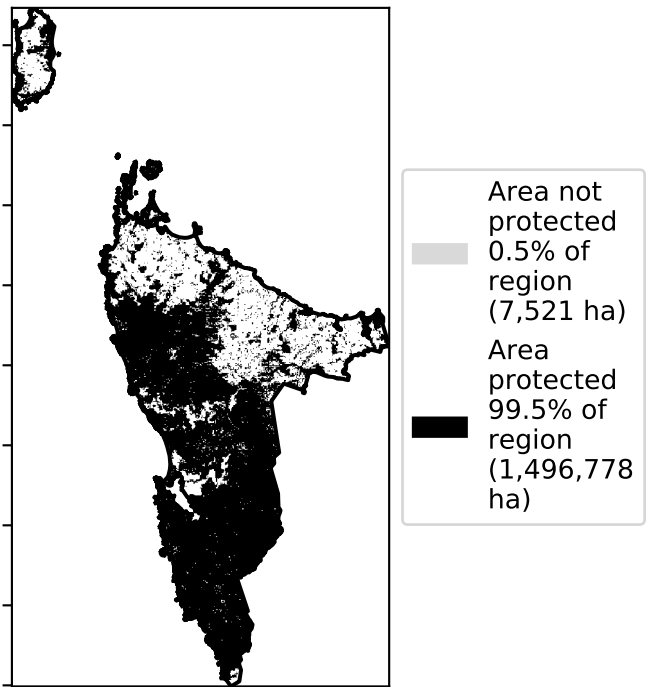 Area not
protected
0.5% of
region
(7,521 ha)
Area
protected
99.5% of
region
(1,496,778
ha)